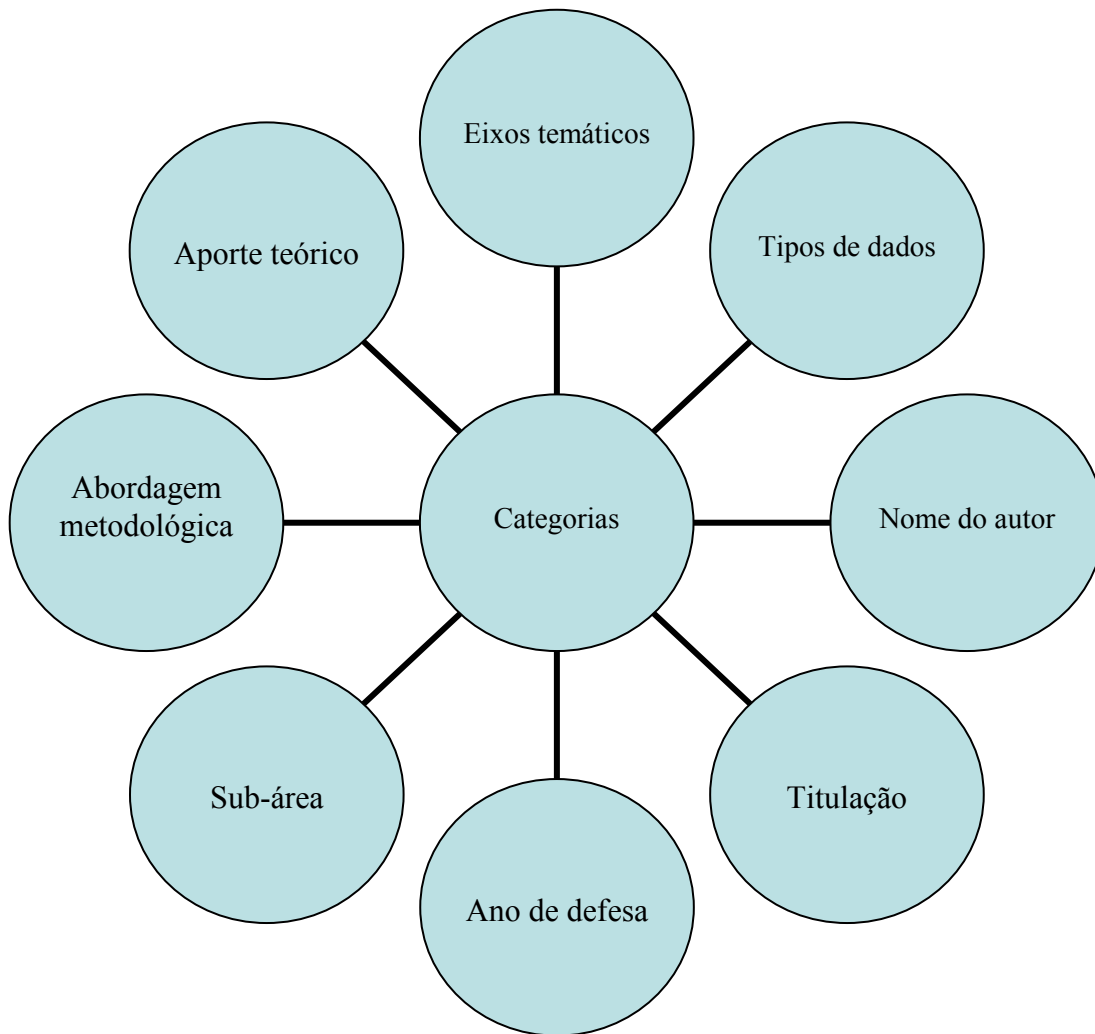 Eixos temáticos
Aporte teórico
Tipos de dados
Abordagem
metodológica
Categorias
Nome do autor
Sub-área
Titulação
Ano de defesa